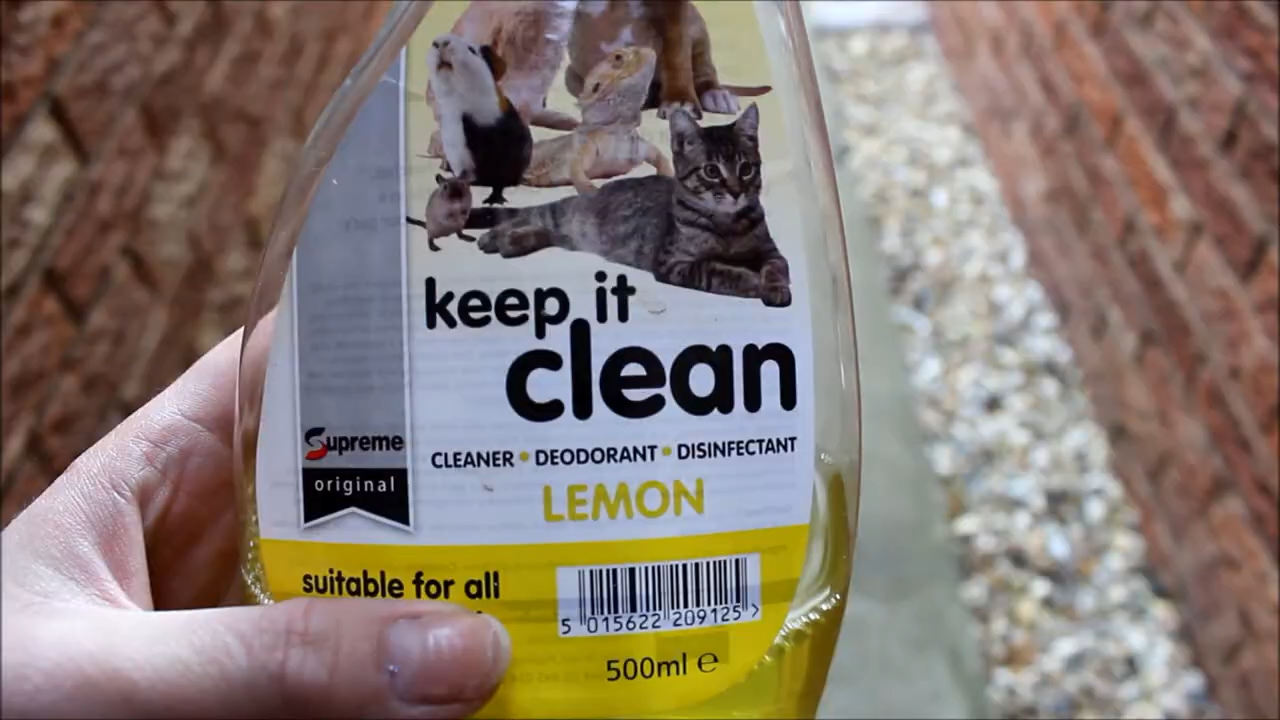 keep it
clean
Supreme
original
CLEANER • DEODORANT • DISINFECTANT
LEMON
suitable for all
5 015622 209125 >
500ml ℮